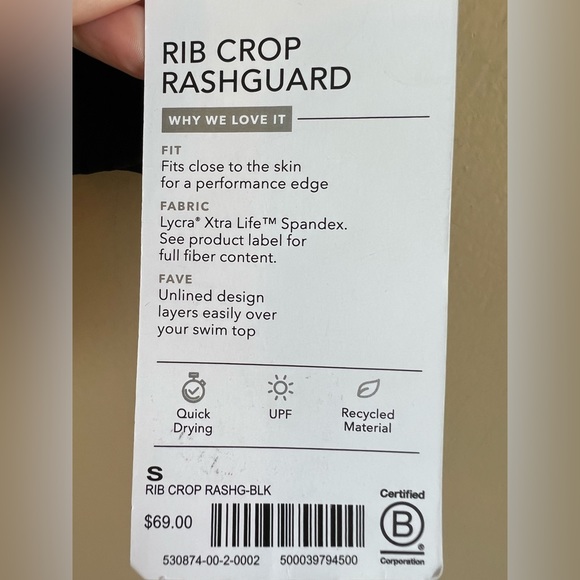 RIB CROP
RASHGUARD
WHY WE LOVE IT
FIT
Fits close to the skin
for a performance edge
FABRIC
Lycra® Xtra Life™ Spandex.
See product label for
full fiber content.
FAVE
Unlined design
layers easily over
your swim top
Quick
Drying
UPF
Recycled
Material
S
RIB CROP RASHG-BLK
$69.00
530874-00-2-0002 500039794500
Certified
B®
Corporation